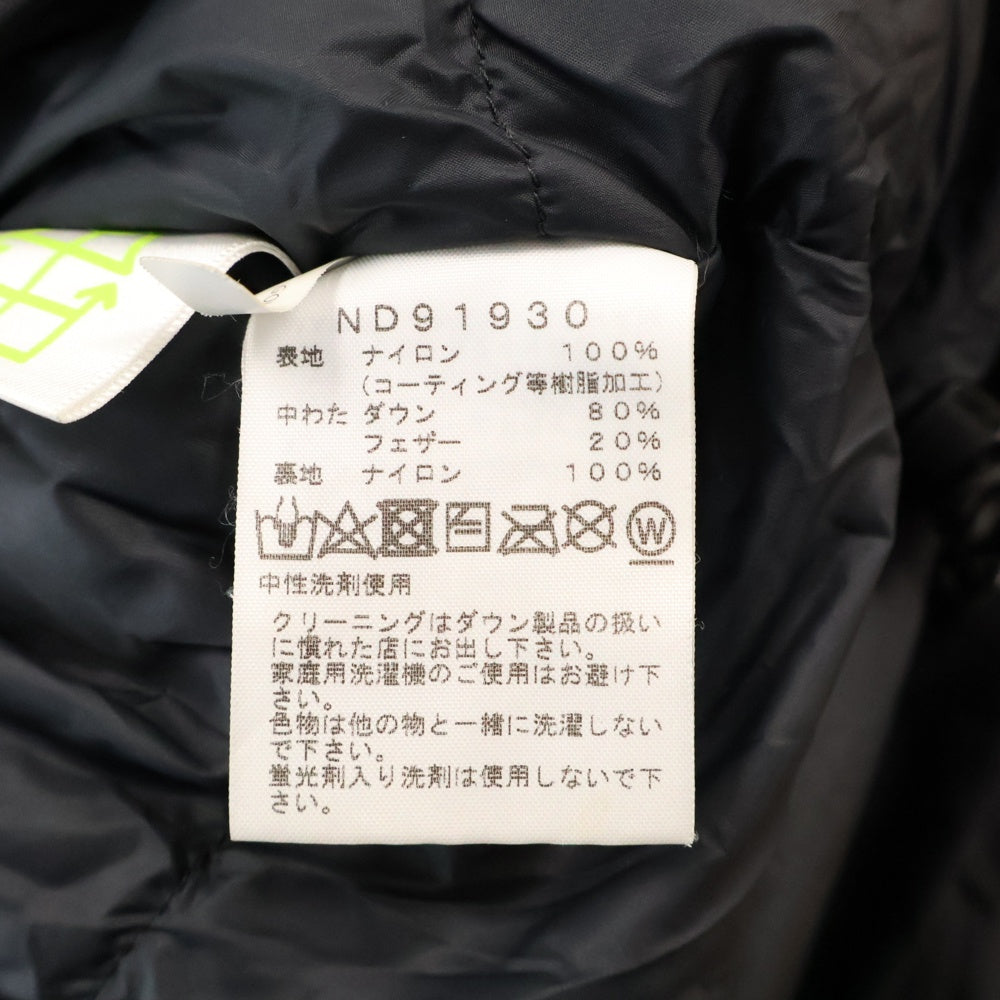 ND91930
表地 ナイロン 100%
(コーティング等樹脂加工)
中わた ダウン 80%
フェザー 20%
裏地 ナイロン 100%
W
中性洗剤使用
クリーニングはダウン製品の扱い
に慣れた店にお出し下さい。
家庭用洗濯機のご使用はお避け下
さい。
色物は他の物と一緒に洗濯しない
で下さい。
蛍光剤入り洗剤は使用しないで下
さい。